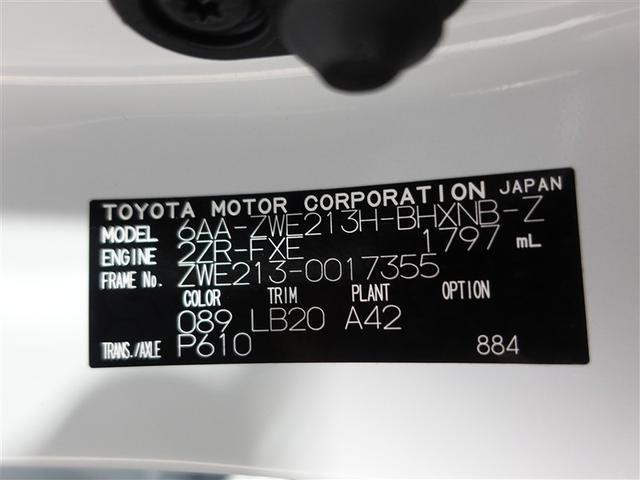 TOYOTA MOTOR CORPORATION JAPAN
MODEL 6AA-ZWE213H-BHXNB-Z
ENGINE 2ZR-FXE 1797 mL
FRAME No. ZWE213-0017355
COLOR TRIM PLANT OPTION
089 LB20 A42
TRANS./AXLE P610 884